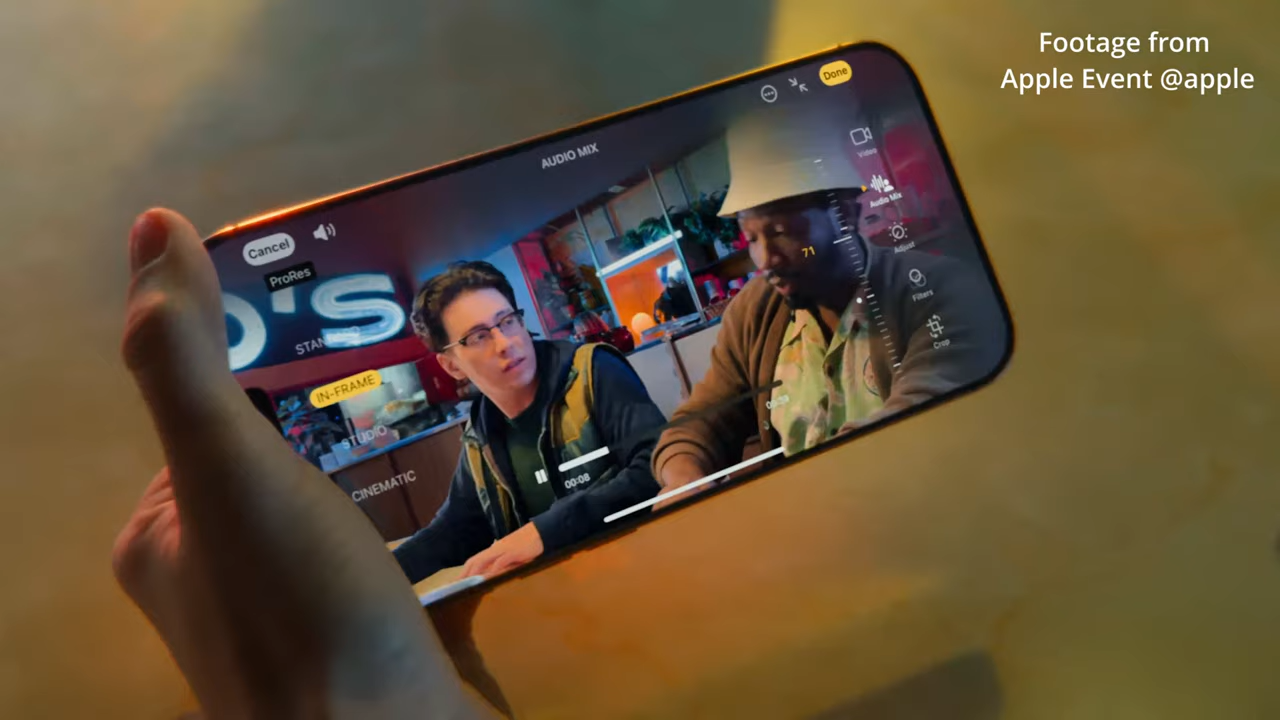 Footage from
Apple Event @apple
Done
AUDIO MIX
Video
Cancel
Audio Mix
ProRes
Adjust
71
O'S
Filters
IN-FRAME
Crop
STUDIO
CINEMATIC
00:08